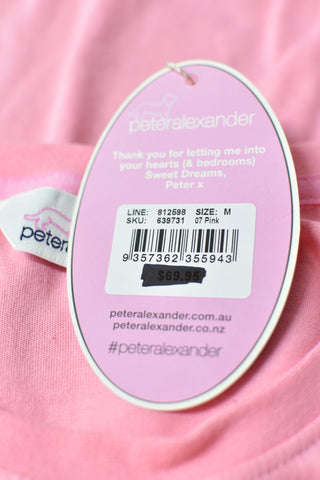 peteralexander
Thank you for letting me into
your hearts (& bedrooms)
Sweet Dreams,
Peter x
LINE: 812598 SIZE: M
SKU: 639731 07 Pink
9 357362 355943
$69.95
peteralexander.com.au
peteralexander.co.nz
#peteralexander
peteralexander